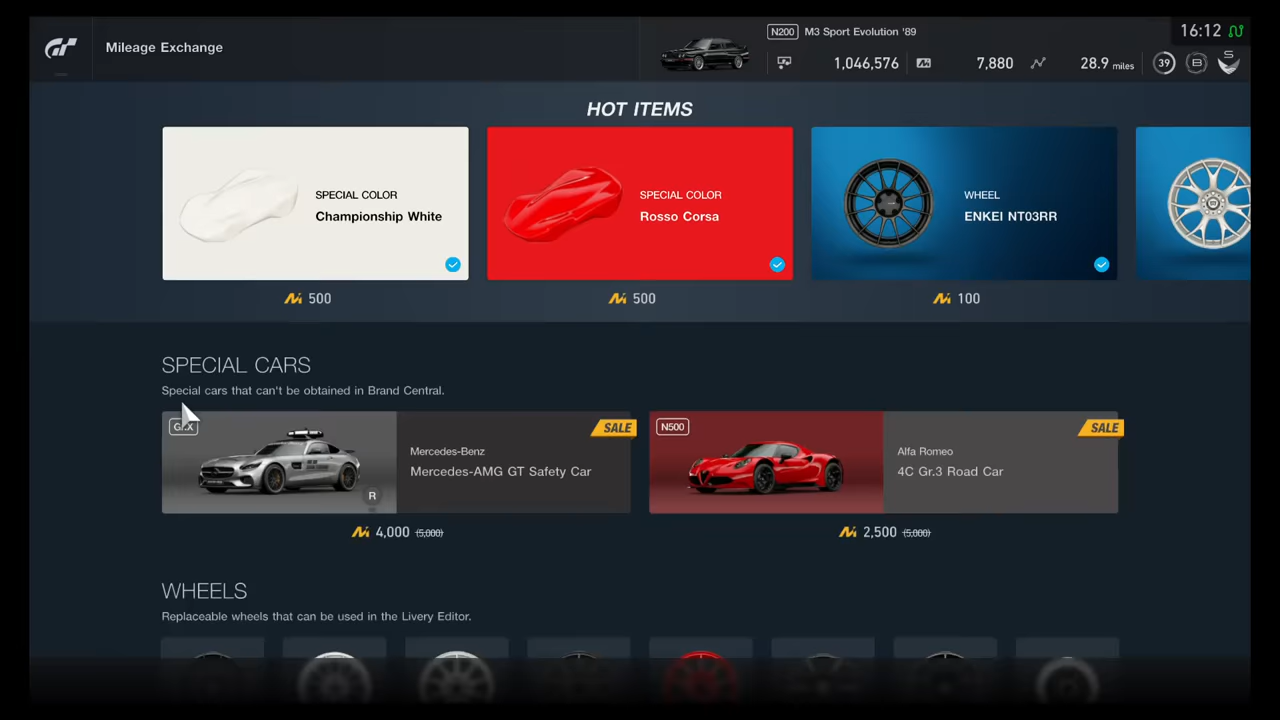 Mileage Exchange
N200 M3 Sport Evolution '89
16:12
1,046,576
7,880
28.9 miles
39
B
S
HOT ITEMS
SPECIAL COLOR
Championship White
500
SPECIAL COLOR
Rosso Corsa
500
WHEEL
ENKEI NT03RR
100
SPECIAL CARS
Special cars that can't be obtained in Brand Central.
SALE
Mercedes-Benz
Mercedes-AMG GT Safety Car
R
4,000 (5,000)
N500
SALE
Alfa Romeo
4C Gr.3 Road Car
2,500 (5,000)
WHEELS
Replaceable wheels that can be used in the Livery Editor.